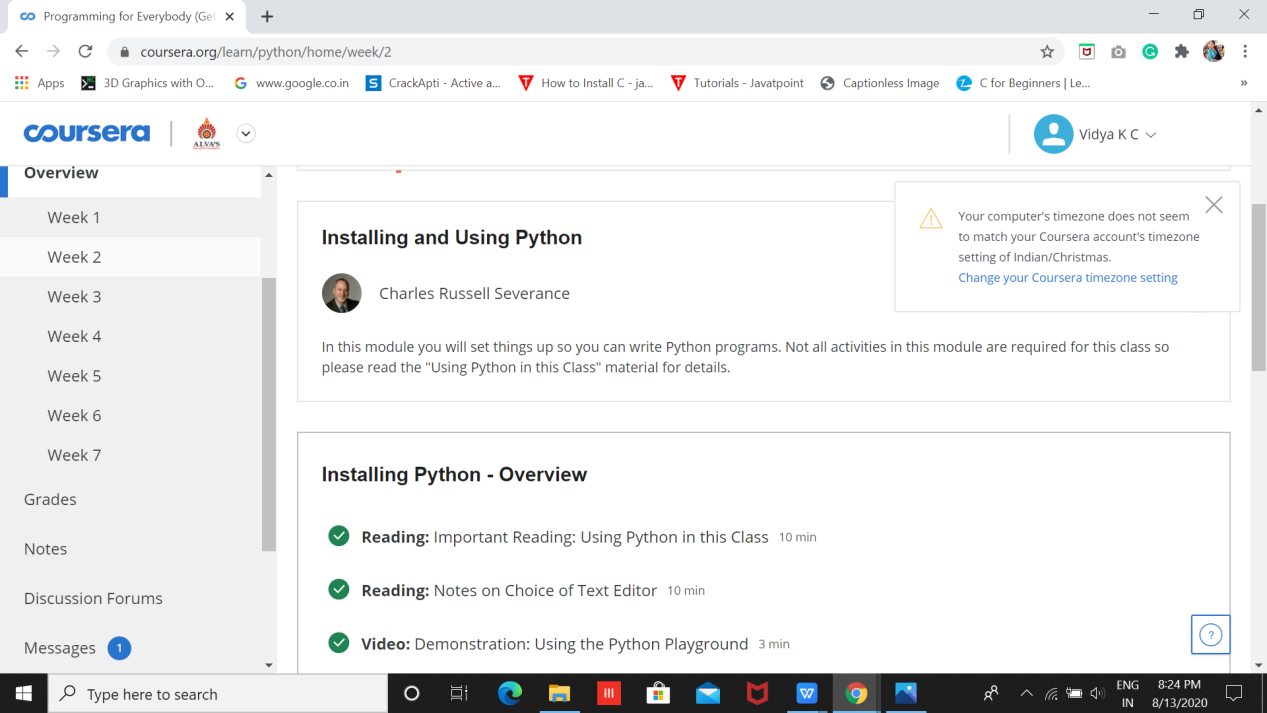 Programming for Everybody (Get
coursera.org/learn/python/home/week/2
Apps
3D Graphics with O...
www.google.co.in
CrackApti - Active a...
How to Install C - ja...
Tutorials - Javatpoint
Captionless Image
C for Beginners | Le...
»
coursera
ALVA'S
Vidya K C
Overview
Week 1
Week 2
Week 3
Week 4
Week 5
Week 6
Week 7
Grades
Notes
Discussion Forums
Messages 1
Installing and Using Python
Charles Russell Severance
In this module you will set things up so you can write Python programs. Not all activities in this module are required for this class so
please read the "Using Python in this Class" material for details.
Your computer's timezone does not seem
to match your Coursera account's timezone
setting of Indian/Christmas.
Change your Coursera timezone setting
Installing Python - Overview
Reading: Important Reading: Using Python in this Class 10 min
Reading: Notes on Choice of Text Editor 10 min
Video: Demonstration: Using the Python Playground 3 min
?
Type here to search
ENG
IN
8:24 PM
8/13/2020